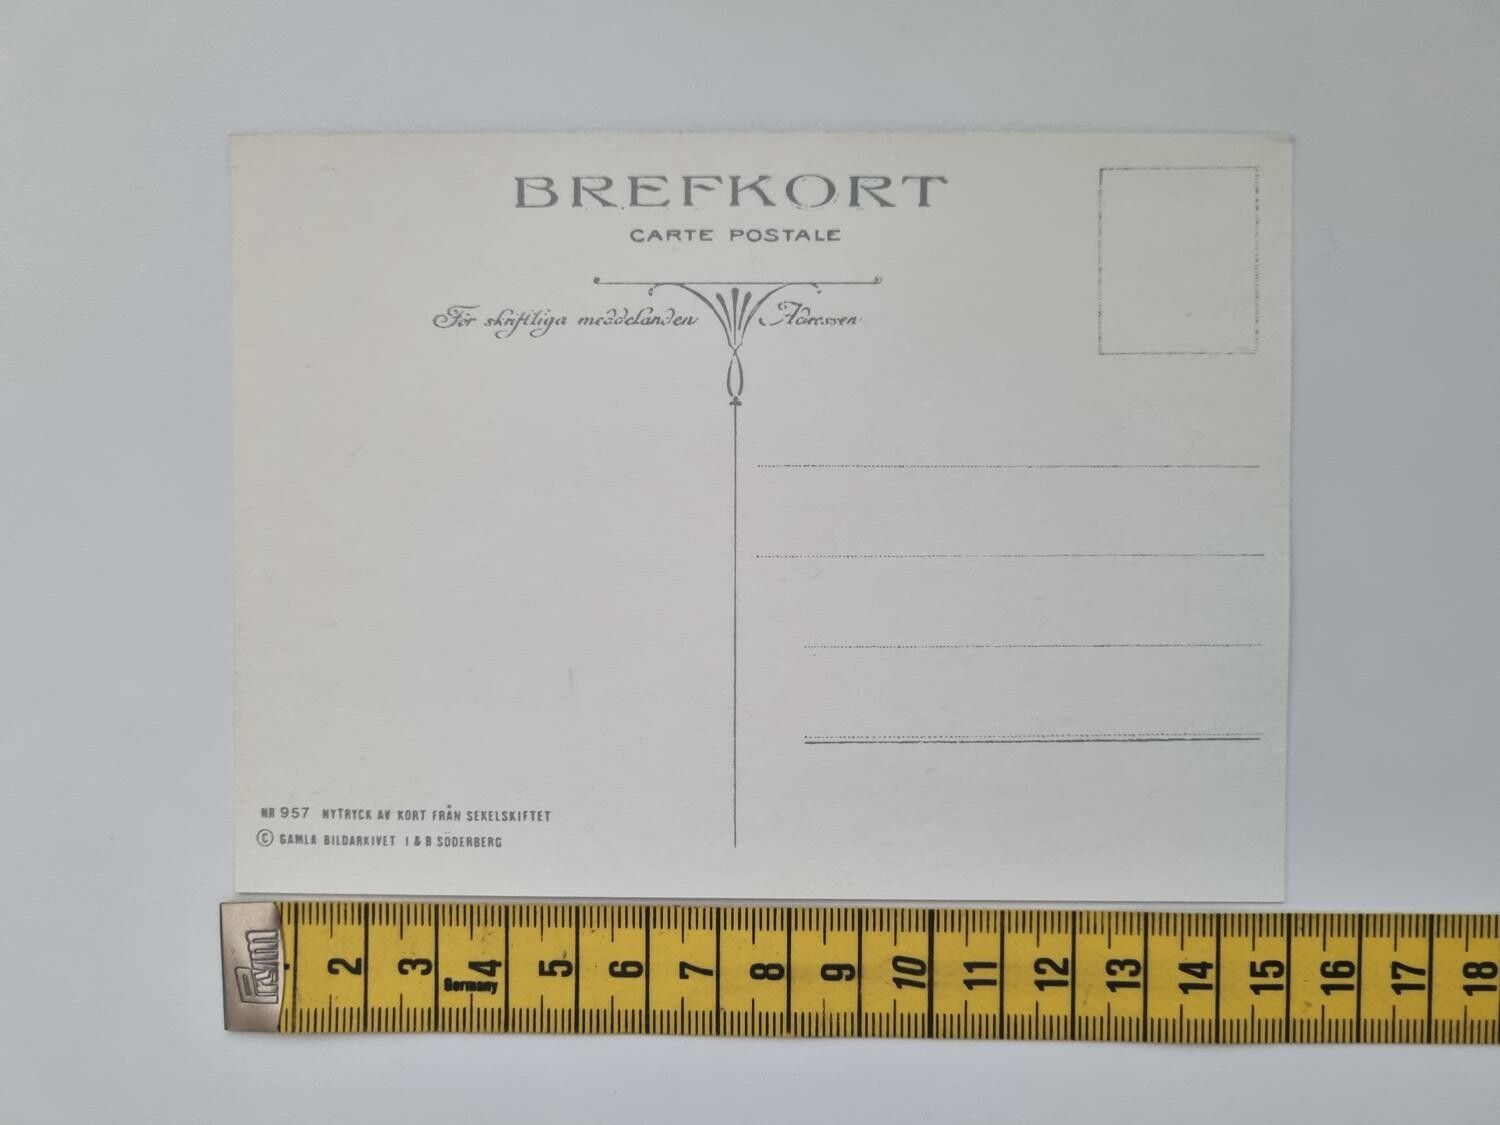 BREFKORT
CARTE POSTALE
För skriftliga meddelanden Adressen.
NR 957 NYTRYCK AV KORT FRÅN SEKELSKIFTET
© GAMLA BILDARKIVET I & B SÖDERBERG
Prym 2 3 4 5 6 7 8 9 10 11 12 13 14 15 16 17 18
Germany